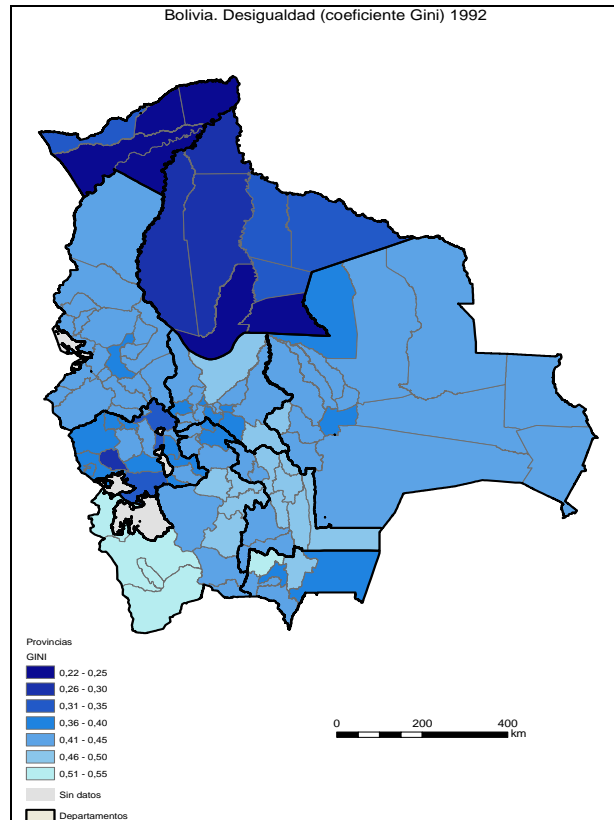 Bolivia. Desigualdad (coeficiente Gini) 1992
Provincias
GINI
0,22 - 0,25
0,26 - 0,30
0,31 - 0,35
0,36 - 0,40
0,41 - 0,45
0,46 - 0,50
0,51 - 0,55
Sin datos
Departamentos
0 200 400
km